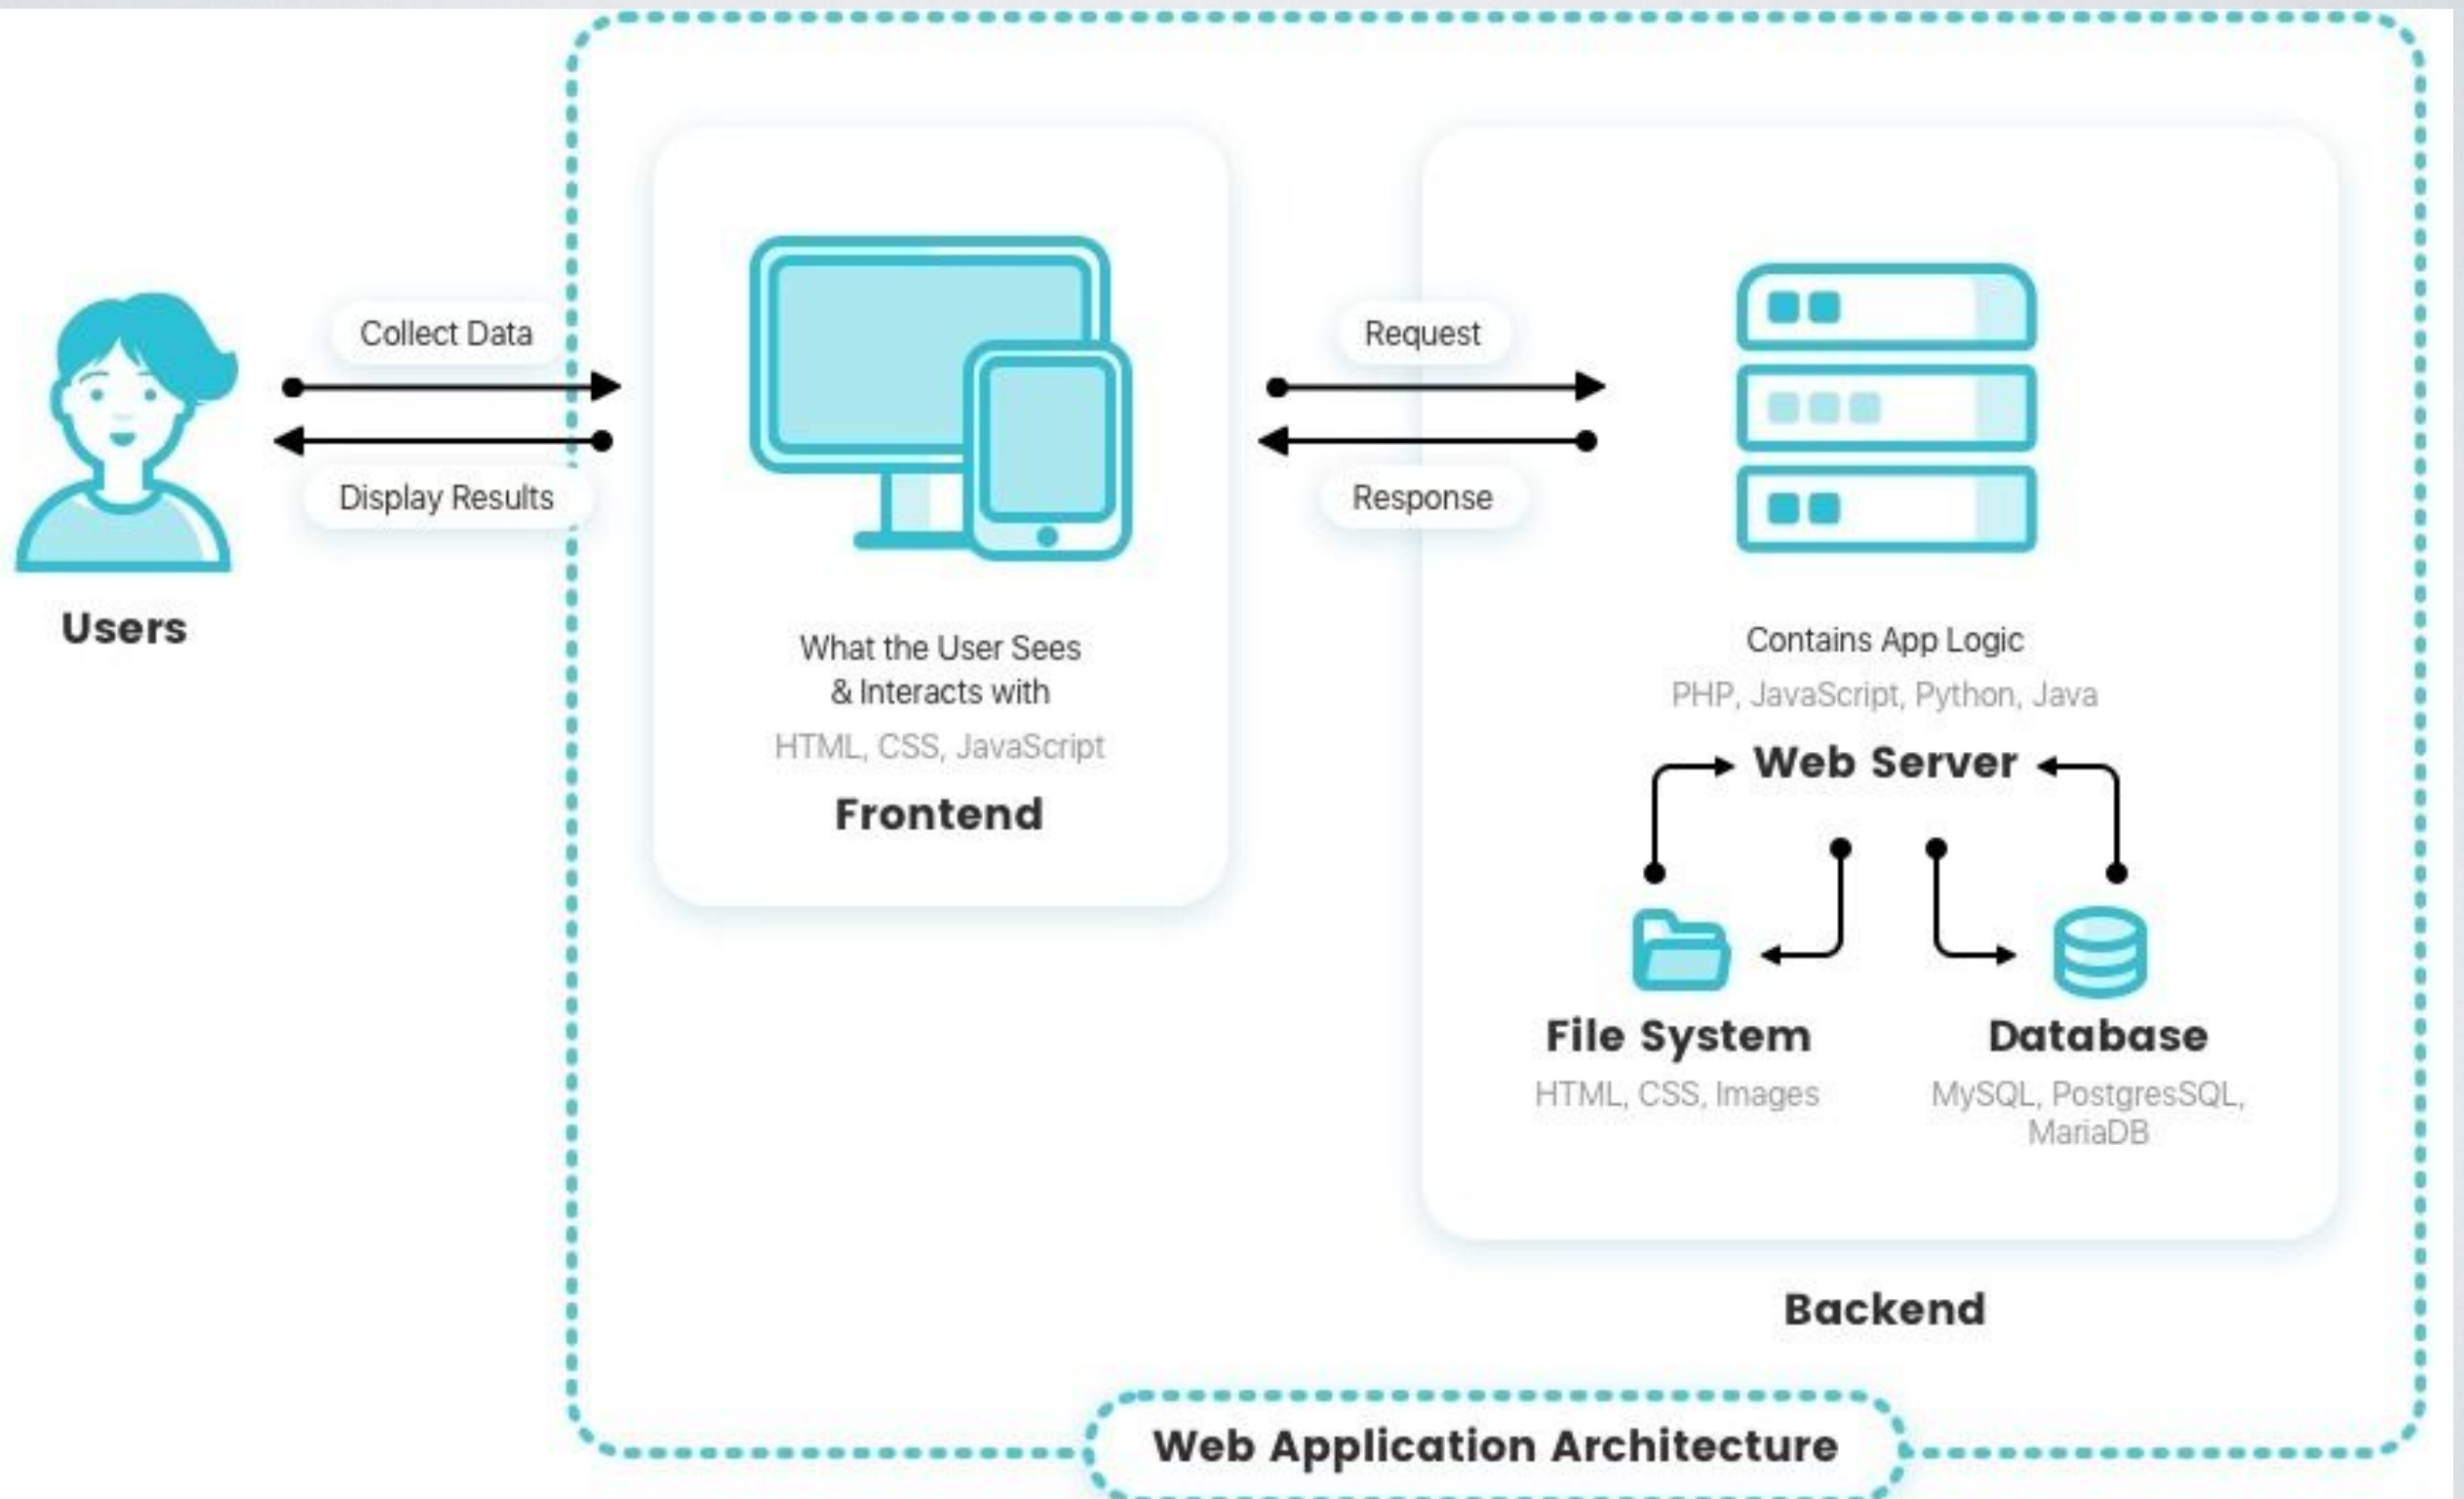 Collect Data
Display Results
Users
What the User Sees
& Interacts with
HTML, CSS, JavaScript
Frontend
Request
Response
Contains App Logic
PHP, JavaScript, Python, Java
Web Server
File System
HTML, CSS, Images
Database
MySQL, PostgresSQL,
MariaDB
Backend
Web Application Architecture